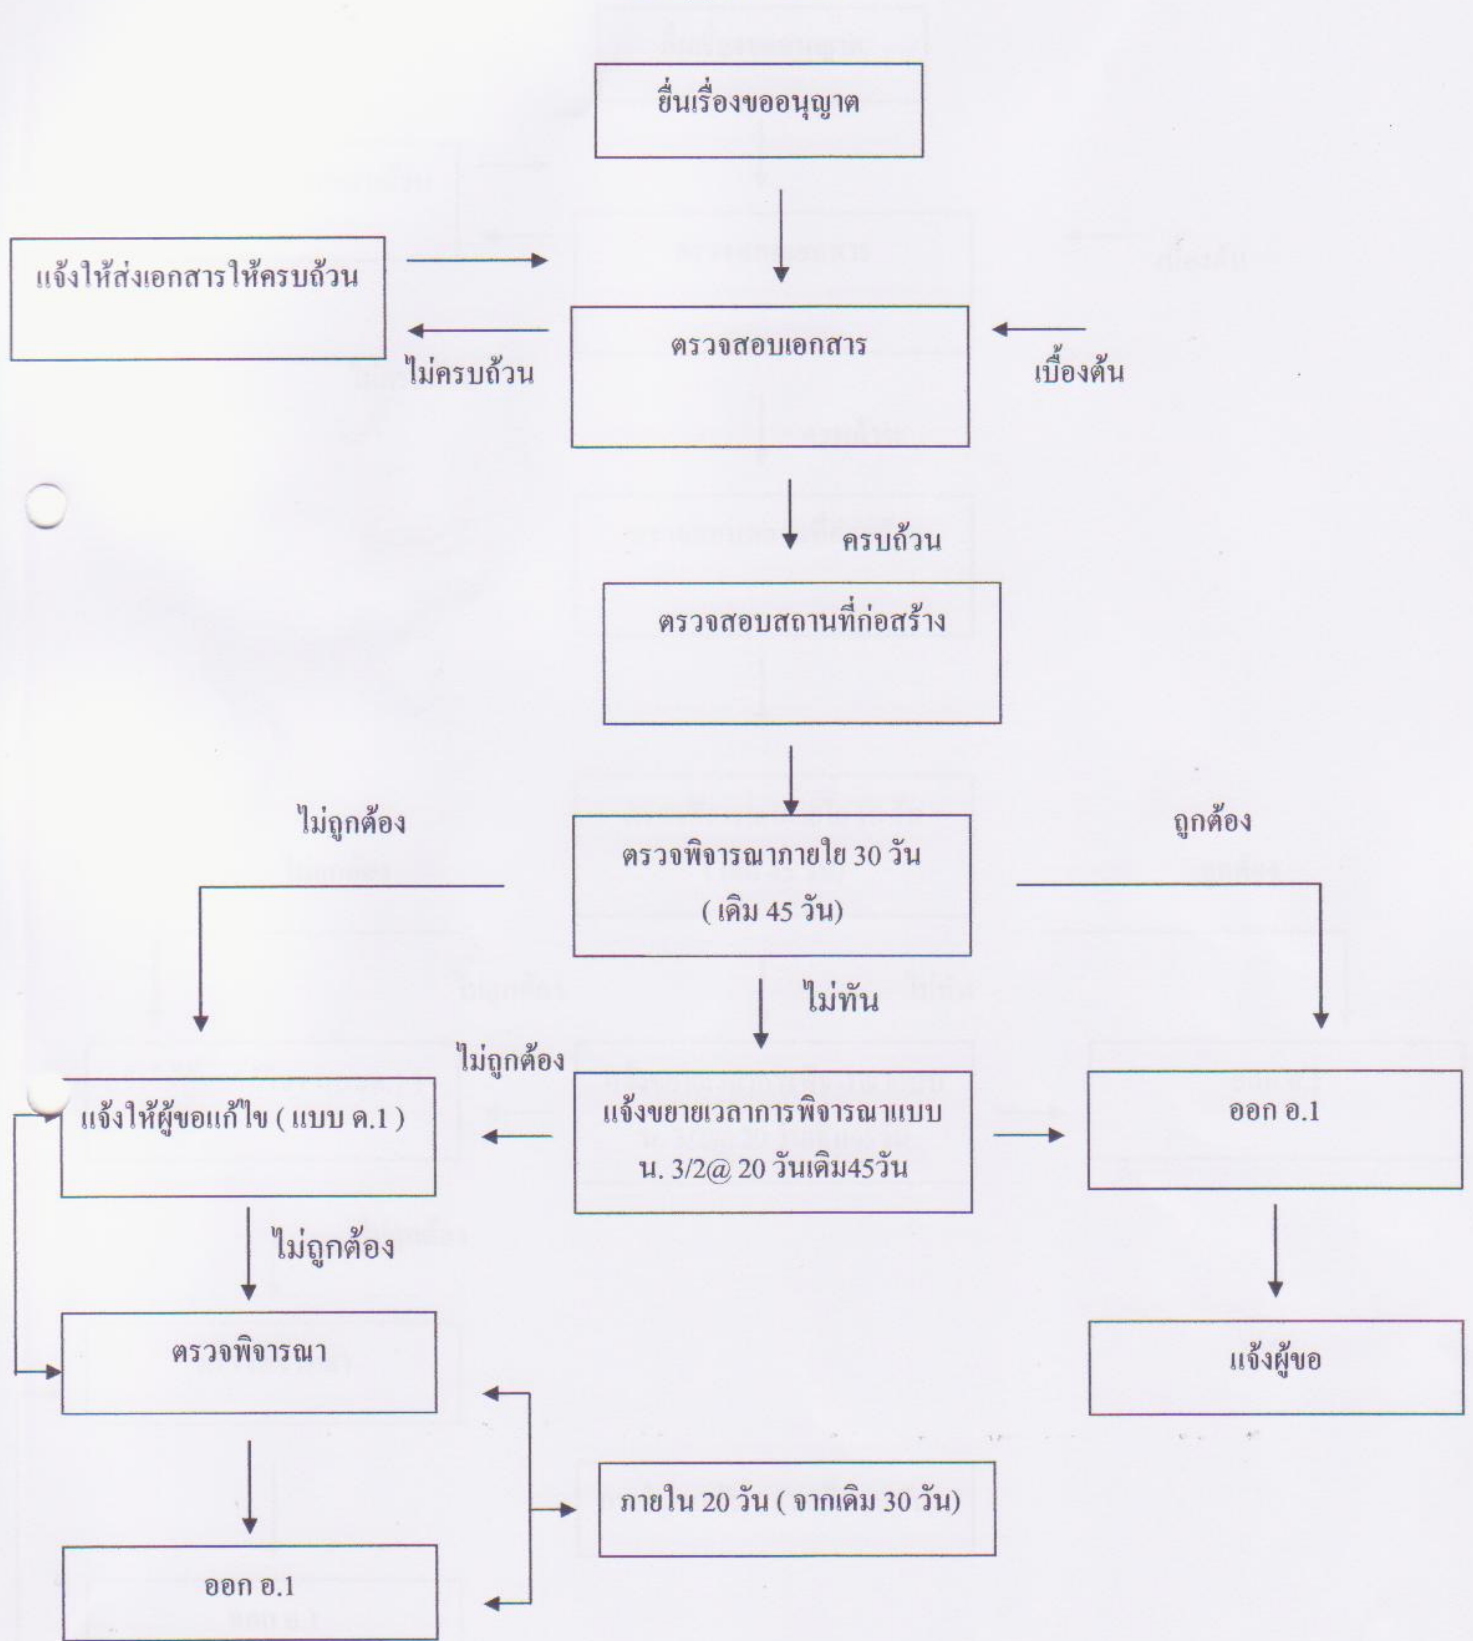 ยื่นเรื่องขออนุญาต
แจ้งให้ส่งเอกสารให้ครบถ้วน
ตรวจสอบเอกสาร
ไม่ครบถ้วน
เบื้องต้น
ครบถ้วน
ตรวจสอบสถานที่ก่อสร้าง
ไม่ถูกต้อง
ถูกต้อง
ตรวจพิจารณาภายใย 30 วัน
( เดิม 45 วัน)
ไม่ทัน
ไม่ถูกต้อง
แจ้งให้ผู้ขอแก้ไข ( แบบ ค.1 )
แจ้งขยายเวลาการพิจารณาแบบ
น. 3/2@ 20 วันเดิม45วัน
ออก อ.1
ไม่ถูกต้อง
ตรวจพิจารณา
แจ้งผู้ขอ
ภายใน 20 วัน ( จากเดิม 30 วัน)
ออก อ.1